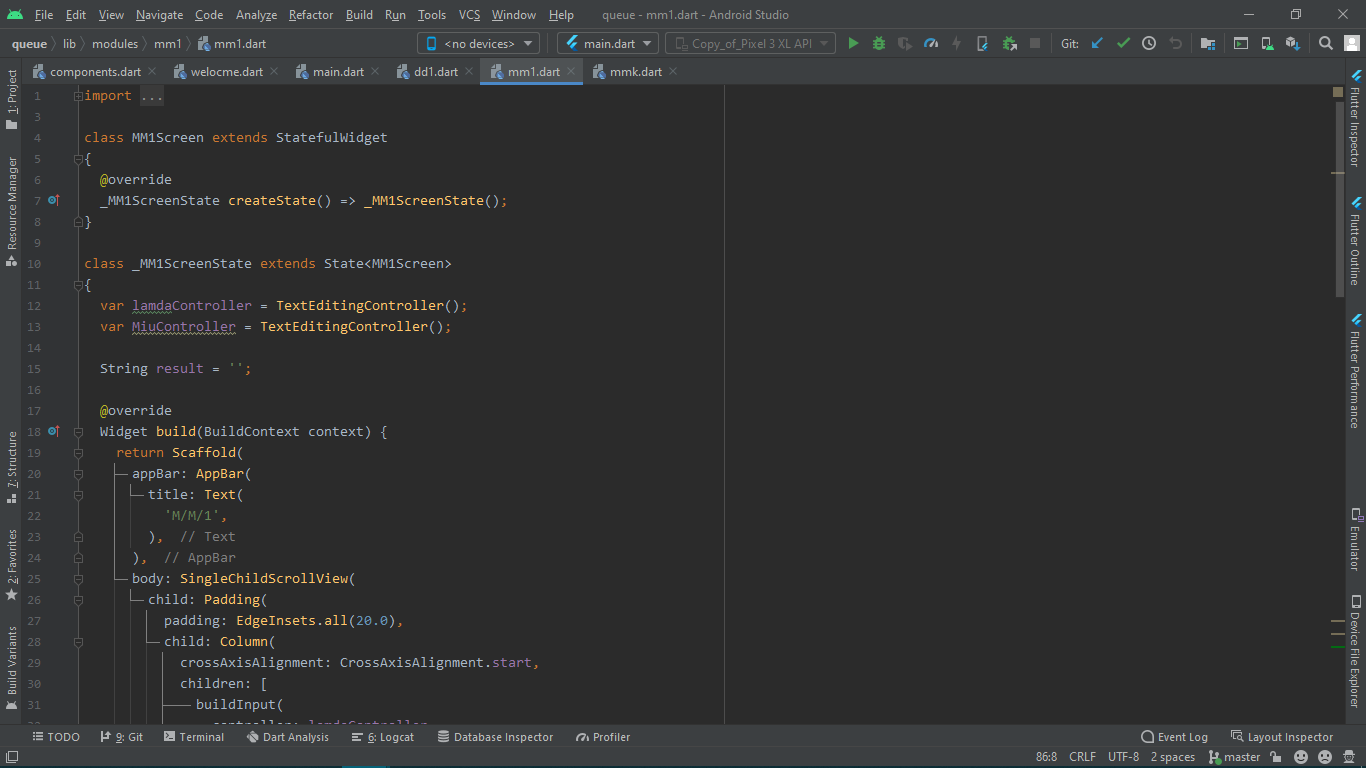 File Edit View Navigate Code Analyze Refactor Build Run Tools VCS Window Help queue - mm1.dart - Android Studio
queue lib modules mm1 mm1.dart <no devices> main.dart Copy_of_Pixel 3 XL API Git:
components.dart welocme.dart main.dart dd1.dart mm1.dart mmk.dart
1: Project
Resource Manager
7: Structure
2: Favorites
Build Variants
1 import ...
3
4 class MM1Screen extends StatefulWidget
5 {
6 @override
7 _MM1ScreenState createState() => _MM1ScreenState();
8 }
9
10 class _MM1ScreenState extends State<MM1Screen>
11 {
12 var lamdaController = TextEditingController();
13 var MiuController = TextEditingController();
14
15 String result = '';
16
17 @override
18 Widget build(BuildContext context) {
19 return Scaffold(
20 appBar: AppBar(
21 title: Text(
22 'M/M/1',
23 ), // Text
24 ), // AppBar
25 body: SingleChildScrollView(
26 child: Padding(
27 padding: EdgeInsets.all(20.0),
28 child: Column(
29 crossAxisAlignment: CrossAxisAlignment.start,
30 children: [
31 buildInput(
controller: lamdaController
Flutter Inspector
Flutter Outline
Flutter Performance
Emulator
Device File Explorer
TODO 9: Git Terminal Dart Analysis 6: Logcat Database Inspector Profiler Event Log Layout Inspector
86:8 CRLF UTF-8 2 spaces master